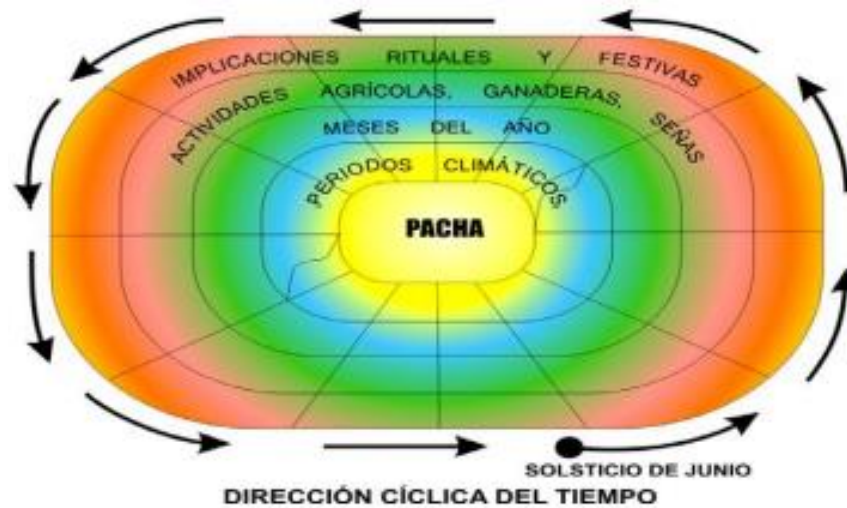 IMPLICACIONES RITUALES Y FESTIVAS
ACTIVIDADES AGRÍCOLAS, GANADERAS, SEÑAS
MESES DEL AÑO
PERIODOS CLIMÁTICOS
PACHA
SOLSTICIO DE JUNIO
DIRECCIÓN CÍCLICA DEL TIEMPO